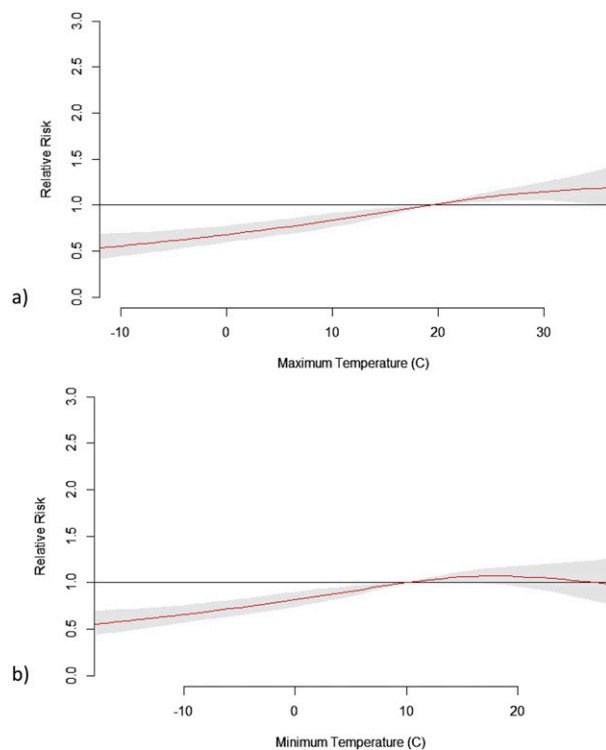 3.0
2.5
2.0
1.5
1.0
0.5
0.0
Relative Risk
a)
-10 0 10 20 30
Maximum Temperature (C)
3.0
2.5
2.0
1.5
1.0
0.5
0.0
Relative Risk
b)
-10 0 10 20
Minimum Temperature (C)